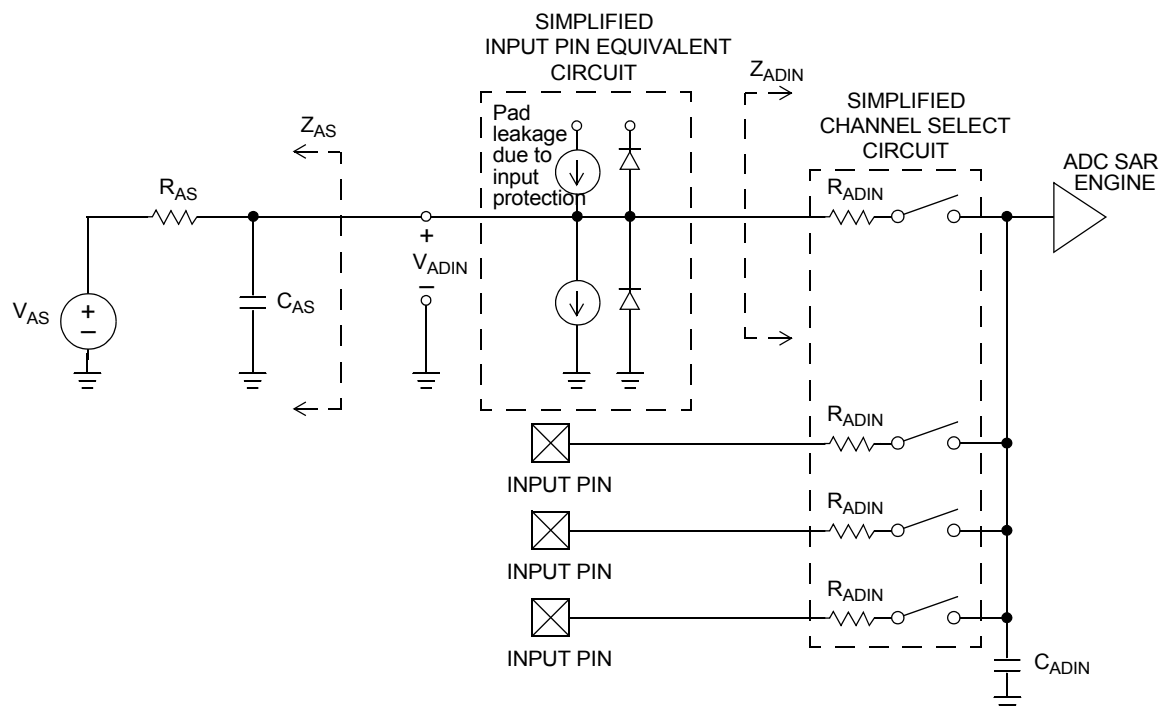 SIMPLIFIED
INPUT PIN EQUIVALENT
CIRCUIT
Z_ADIN
SIMPLIFIED
CHANNEL SELECT
CIRCUIT
ADC SAR
ENGINE
Pad
leakage
due to
input
protection
Z_AS
R_AS
R_ADIN
+
V_ADIN
−
C_AS
V_AS
+
−
R_ADIN
INPUT PIN
R_ADIN
INPUT PIN
R_ADIN
INPUT PIN
C_ADIN